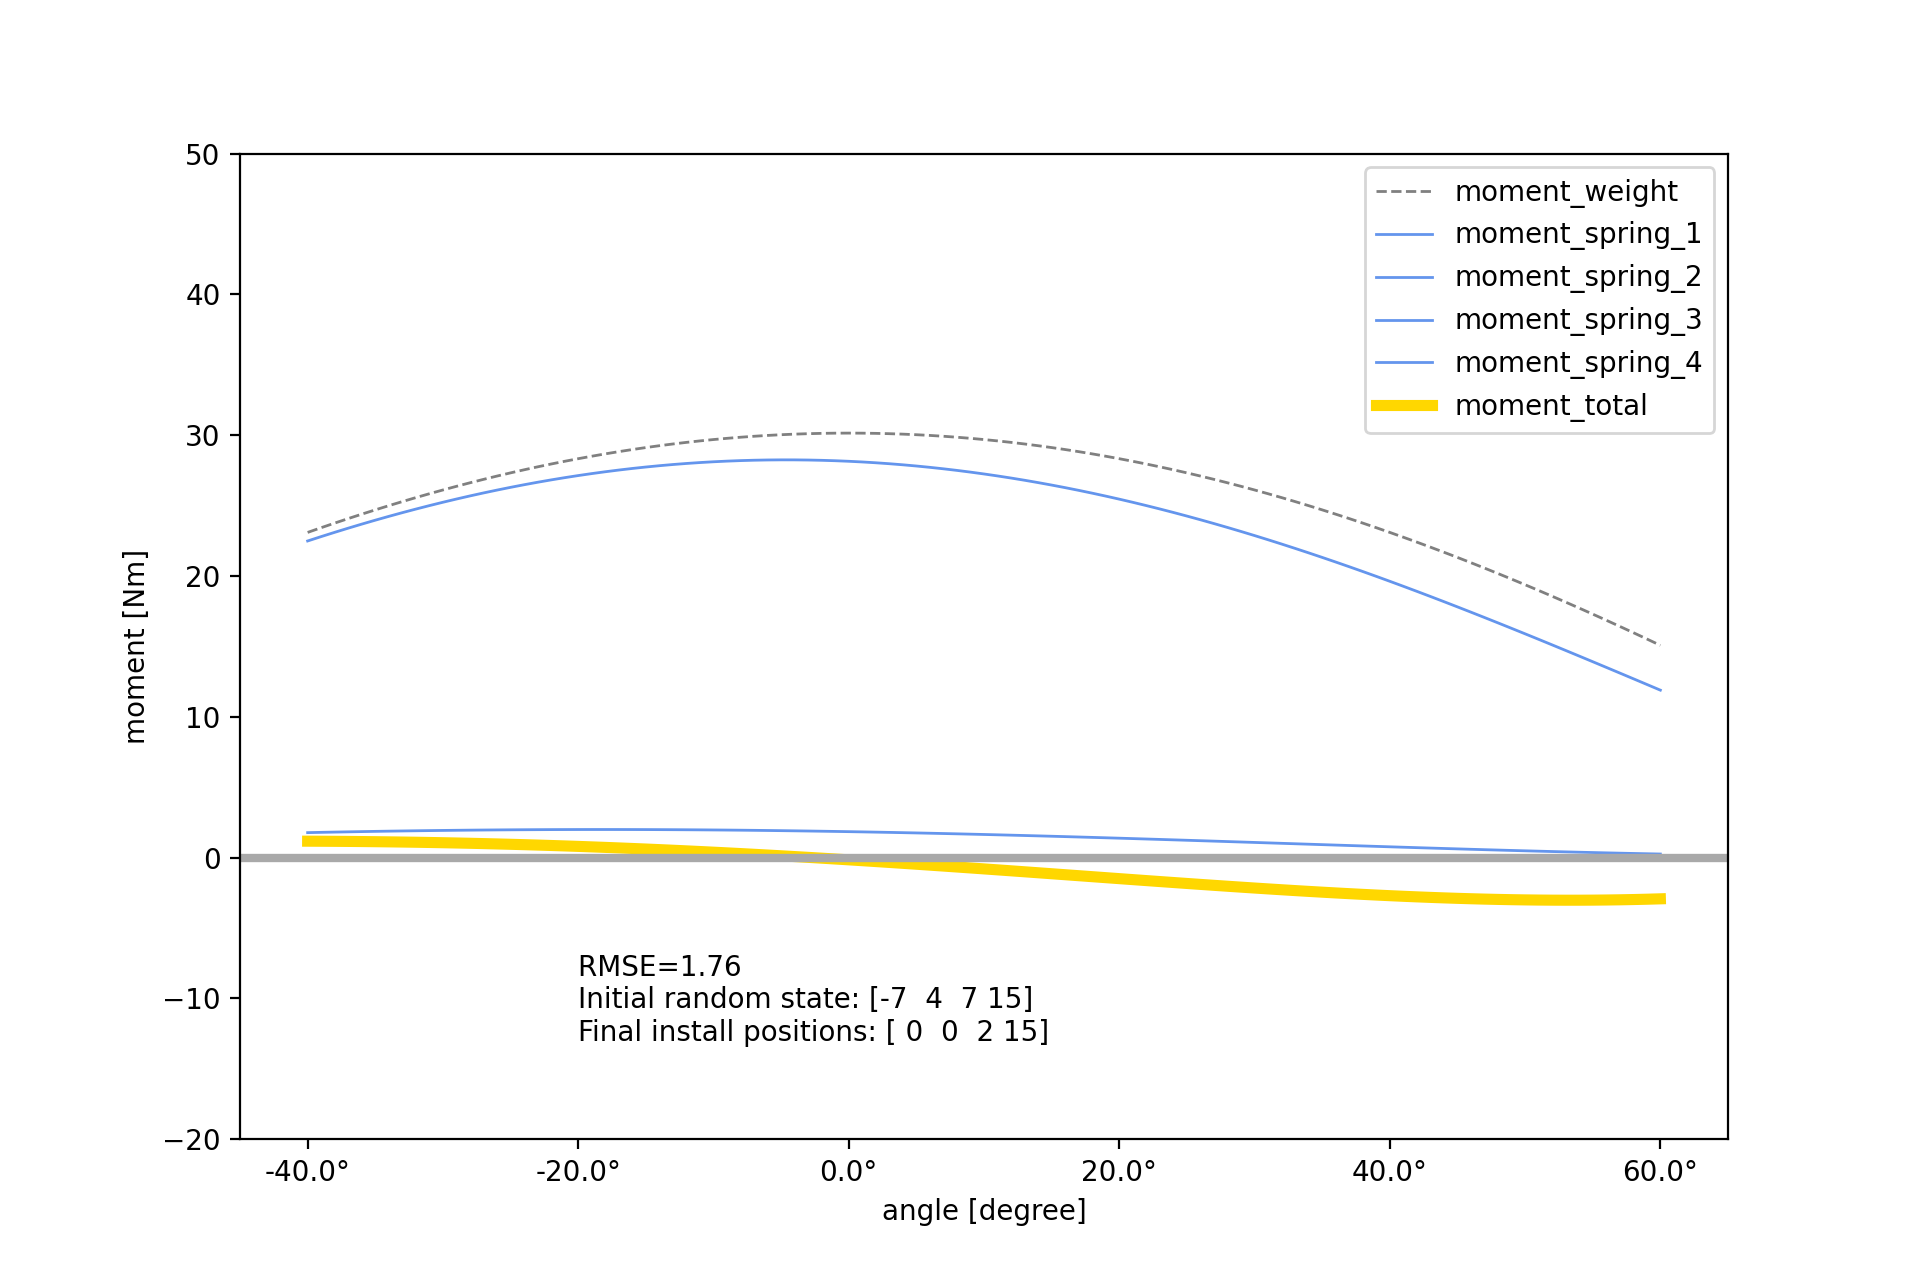 50
40
30
20
10
0
−10
−20
moment [Nm]
moment_weight
moment_spring_1
moment_spring_2
moment_spring_3
moment_spring_4
moment_total
RMSE=1.76
Initial random state: [-7  4  7 15]
Final install positions: [ 0  0  2 15]
-40.0° -20.0° 0.0° 20.0° 40.0° 60.0°
angle [degree]